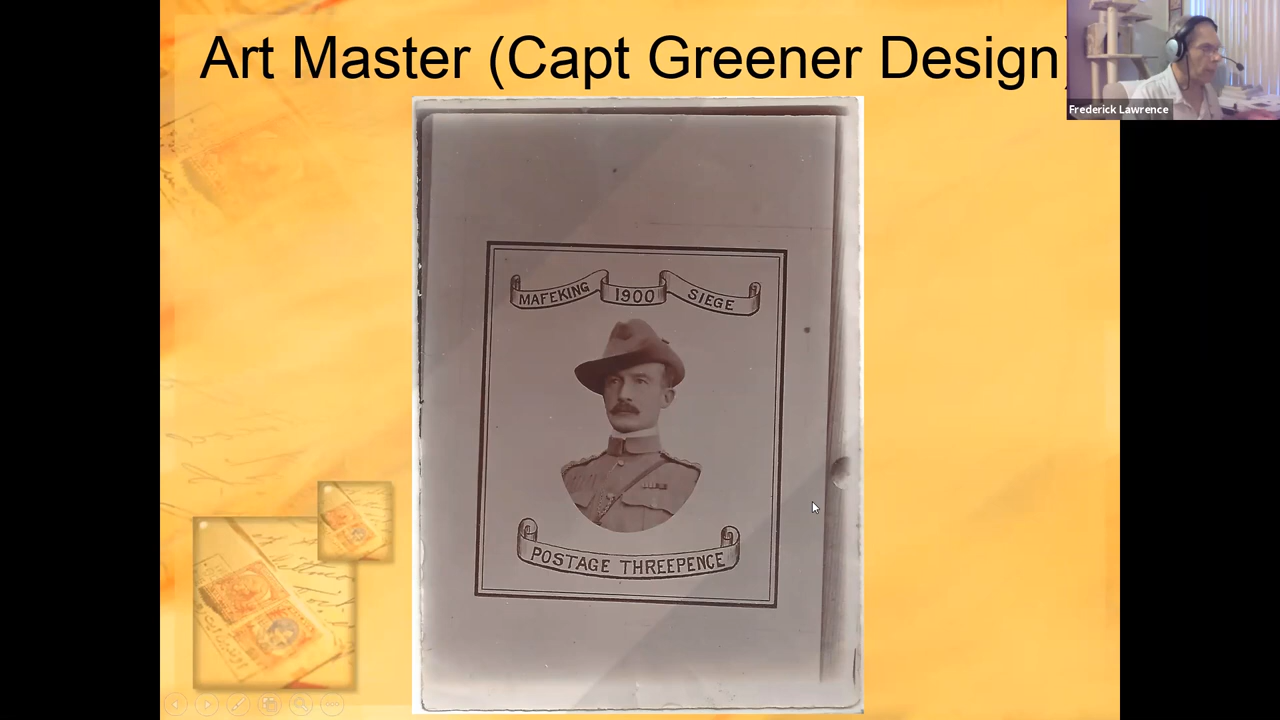 Art Master (Capt Greener Design)
Frederick Lawrence
MAFEKING 1900 SIEGE
POSTAGE THREEPENCE